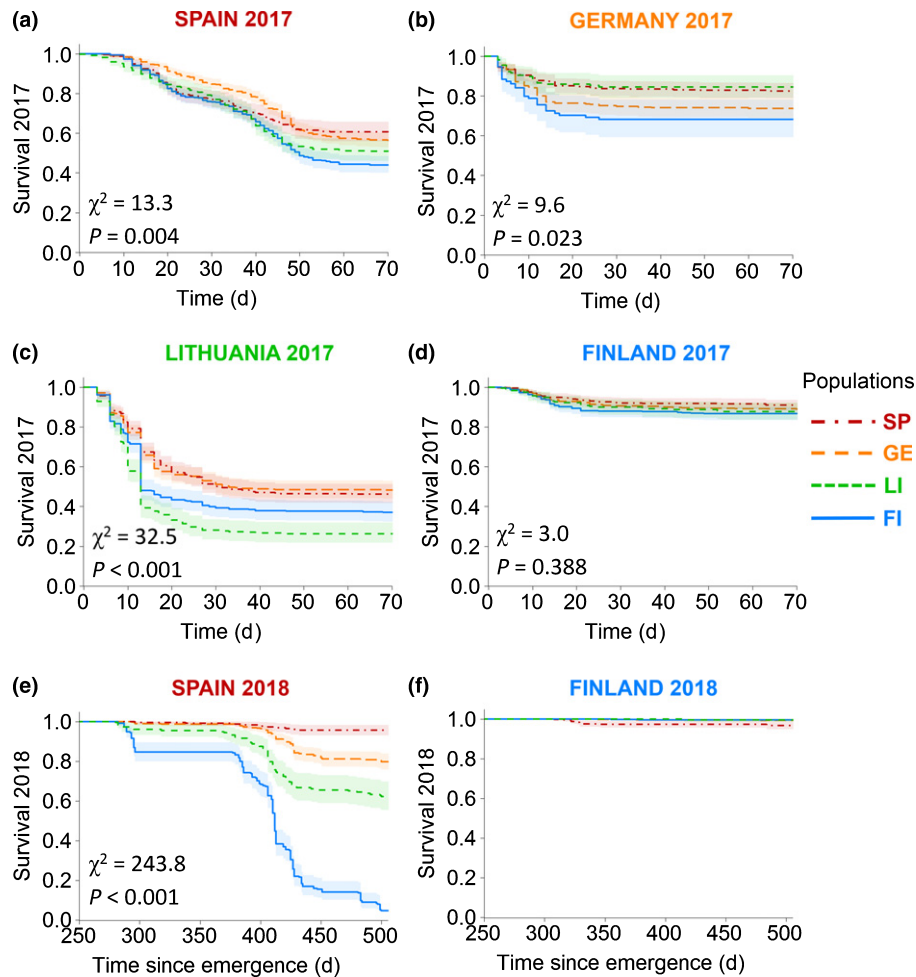 (a) SPAIN 2017
1.0
0.8
0.6
0.4
0.2
0.0
Survival 2017
χ² = 13.3
P = 0.004
0 10 20 30 40 50 60 70
Time (d)
(b) GERMANY 2017
1.0
0.8
0.6
0.4
0.2
0.0
Survival 2017
χ² = 9.6
P = 0.023
0 10 20 30 40 50 60 70
Time (d)
(c) LITHUANIA 2017
1.0
0.8
0.6
0.4
0.2
0.0
Survival 2017
χ² = 32.5
P < 0.001
0 10 20 30 40 50 60 70
Time (d)
(d) FINLAND 2017
1.0
0.8
0.6
0.4
0.2
0.0
Survival 2017
χ² = 3.0
P = 0.388
0 10 20 30 40 50 60 70
Time (d)
Populations
SP
GE
LI
FI
(e) SPAIN 2018
1.0
0.8
0.6
0.4
0.2
0.0
Survival 2018
χ² = 243.8
P < 0.001
250 300 350 400 450 500
Time since emergence (d)
(f) FINLAND 2018
1.0
0.8
0.6
0.4
0.2
0.0
Survival 2018
250 300 350 400 450 500
Time since emergence (d)